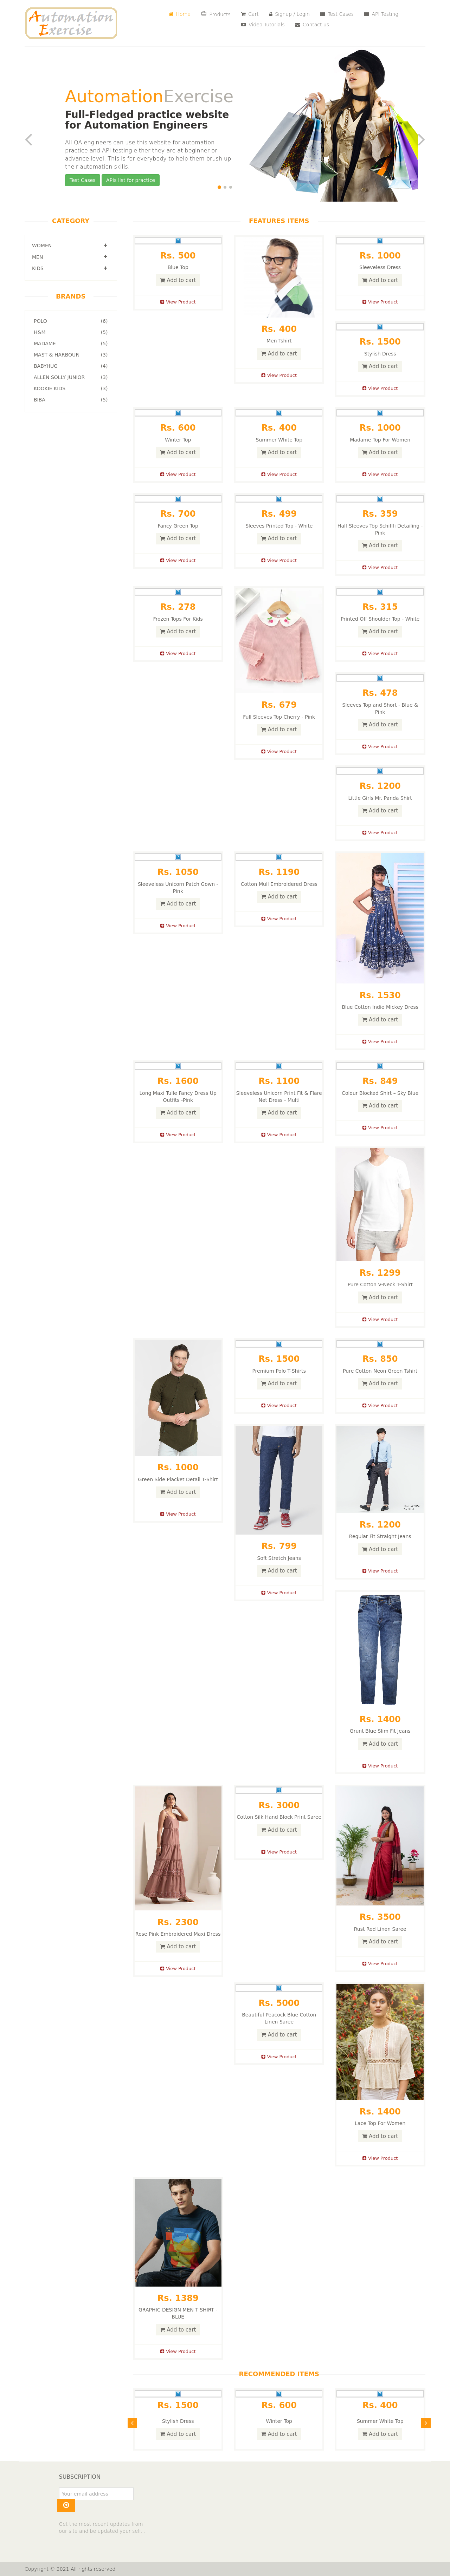 Automation
Exercise
Home
Products
Cart
Signup / Login
Test Cases
API Testing
Video Tutorials
Contact us
AutomationExercise
Full-Fledged practice website
for Automation Engineers
All QA engineers can use this website for automation
practice and API testing either they are at beginner or
advance level. This is for everybody to help them brush up
their automation skills.
Test Cases
APIs list for practice
CATEGORY
WOMEN
MEN
KIDS
BRANDS
POLO (6)
H&M (5)
MADAME (5)
MAST & HARBOUR (3)
BABYHUG (4)
ALLEN SOLLY JUNIOR (3)
KOOKIE KIDS (3)
BIBA (5)
FEATURES ITEMS
Rs. 500
Blue Top
Add to cart
View Product
Rs. 400
Men Tshirt
Add to cart
View Product
Rs. 1000
Sleeveless Dress
Add to cart
View Product
Rs. 1500
Stylish Dress
Add to cart
View Product
Rs. 600
Winter Top
Add to cart
View Product
Rs. 400
Summer White Top
Add to cart
View Product
Rs. 1000
Madame Top For Women
Add to cart
View Product
Rs. 700
Fancy Green Top
Add to cart
View Product
Rs. 499
Sleeves Printed Top - White
Add to cart
View Product
Rs. 359
Half Sleeves Top Schiffli Detailing -
Pink
Add to cart
View Product
Rs. 278
Frozen Tops For Kids
Add to cart
View Product
Rs. 679
Full Sleeves Top Cherry - Pink
Add to cart
View Product
Rs. 315
Printed Off Shoulder Top - White
Add to cart
View Product
Rs. 478
Sleeves Top and Short - Blue &
Pink
Add to cart
View Product
Rs. 1200
Little Girls Mr. Panda Shirt
Add to cart
View Product
Rs. 1050
Sleeveless Unicorn Patch Gown -
Pink
Add to cart
View Product
Rs. 1190
Cotton Mull Embroidered Dress
Add to cart
View Product
Rs. 1530
Blue Cotton Indie Mickey Dress
Add to cart
View Product
Rs. 1600
Long Maxi Tulle Fancy Dress Up
Outfits -Pink
Add to cart
View Product
Rs. 1100
Sleeveless Unicorn Print Fit & Flare
Net Dress - Multi
Add to cart
View Product
Rs. 849
Colour Blocked Shirt – Sky Blue
Add to cart
View Product
Rs. 1299
Pure Cotton V-Neck T-Shirt
Add to cart
View Product
Rs. 1000
Green Side Placket Detail T-Shirt
Add to cart
View Product
Rs. 1500
Premium Polo T-Shirts
Add to cart
View Product
Rs. 850
Pure Cotton Neon Green Tshirt
Add to cart
View Product
Rs. 799
Soft Stretch Jeans
Add to cart
View Product
Rs. 1200
Regular Fit Straight Jeans
Add to cart
View Product
Rs. 1400
Grunt Blue Slim Fit Jeans
Add to cart
View Product
Rs. 2300
Rose Pink Embroidered Maxi Dress
Add to cart
View Product
Rs. 3000
Cotton Silk Hand Block Print Saree
Add to cart
View Product
Rs. 3500
Rust Red Linen Saree
Add to cart
View Product
Rs. 5000
Beautiful Peacock Blue Cotton
Linen Saree
Add to cart
View Product
Rs. 1400
Lace Top For Women
Add to cart
View Product
Rs. 1389
GRAPHIC DESIGN MEN T SHIRT -
BLUE
Add to cart
View Product
RECOMMENDED ITEMS
Rs. 1500
Stylish Dress
Add to cart
Rs. 600
Winter Top
Add to cart
Rs. 400
Summer White Top
Add to cart
SUBSCRIPTION
Your email address
Get the most recent updates from
our site and be updated your self...
Copyright © 2021 All rights reserved